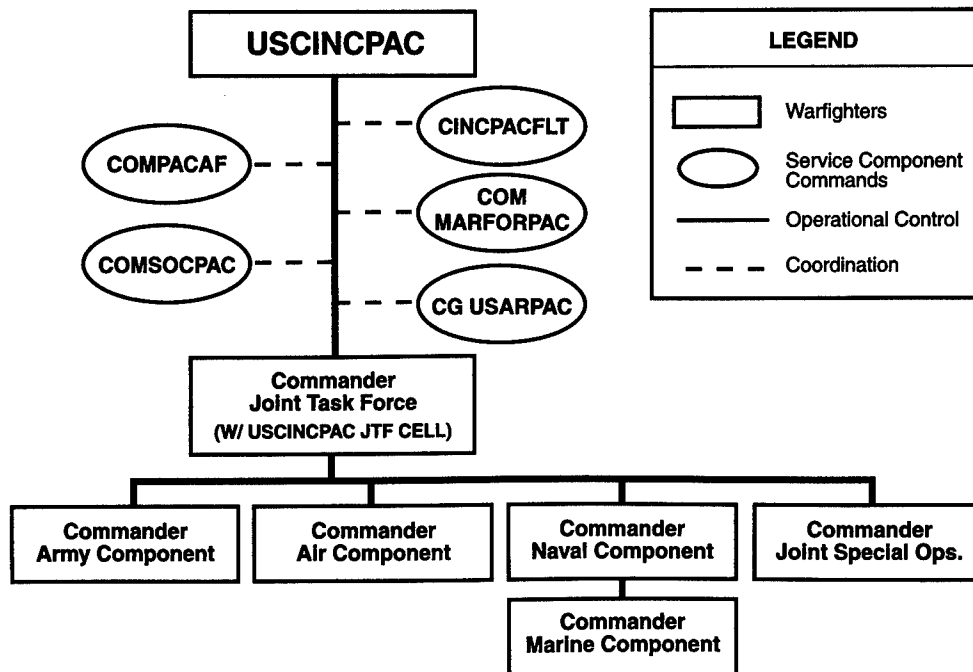 USCINCPAC
CINCPACFLT
COMPACAF
COM
MARFORPAC
COMSOCPAC
CG USARPAC
LEGEND
Warfighters
Service Component
Commands
Operational Control
Coordination
Commander
Joint Task Force
(W/ USCINCPAC JTF CELL)
Commander
Army Component
Commander
Air Component
Commander
Naval Component
Commander
Joint Special Ops.
Commander
Marine Component